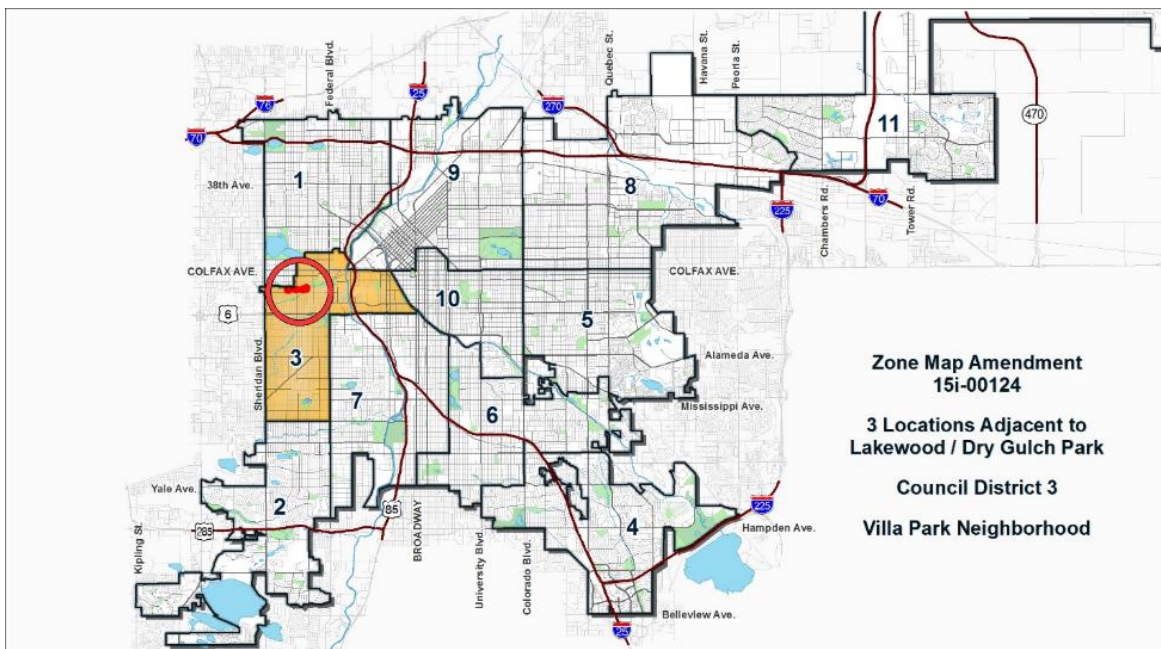 Federal Blvd.
Quebec St.
Havana St.
Peoria St.
76
25
270
70
470
11
1
9
8
38th Ave.
225
70
Chambers Rd.
Tower Rd.
COLFAX AVE.
COLFAX AVE.
6
10
5
Sheridan Blvd.
3
Alameda Ave.
7
6
Mississippi Ave.
Zone Map Amendment
15i-00124
3 Locations Adjacent to
Lakewood / Dry Gulch Park
Council District 3
Villa Park Neighborhood
Yale Ave.
2
285
85
BROADWAY
University Blvd.
Colorado Blvd.
4
225
Hampden Ave.
Kipling St.
Belleview Ave.
25